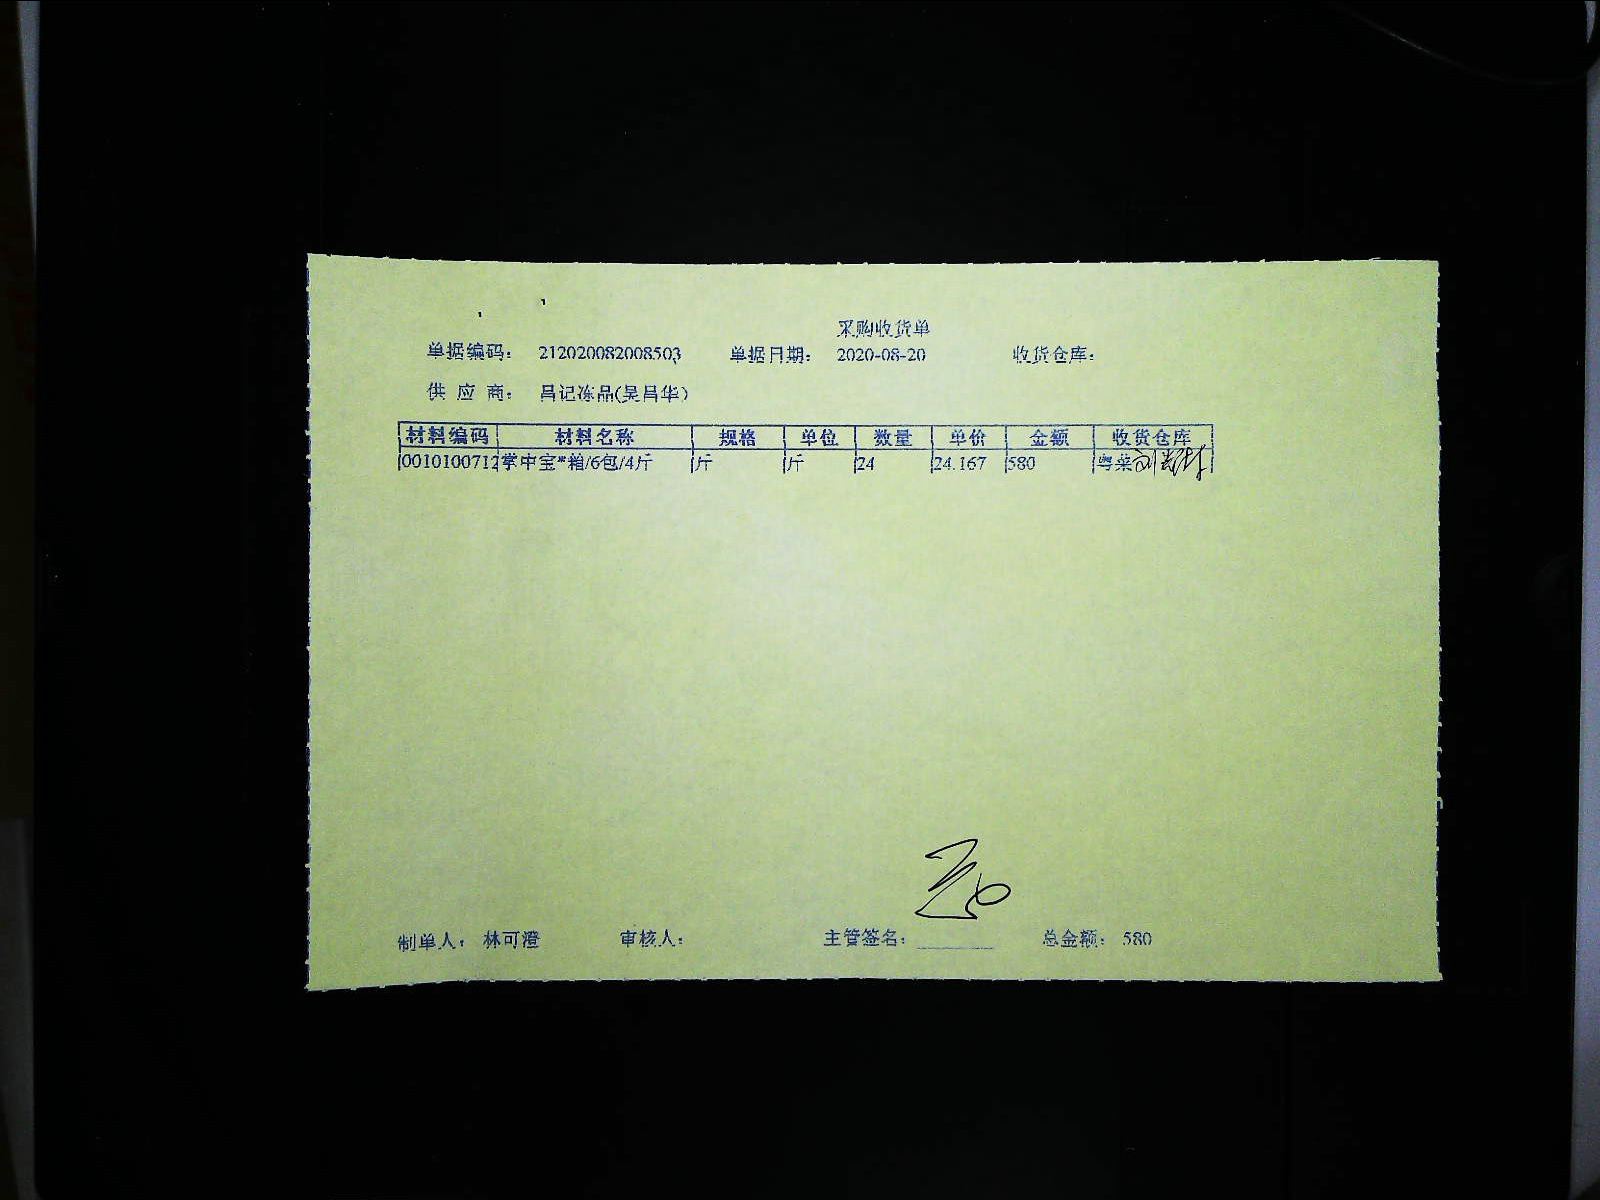 采购收货单
单据编码： 212020082008503 单据日期： 2020-08-20 收货仓库：
供 应 商： 吕记冻品(吴吕华)
材料编码 材料名称 规格 单位 数量 单价 金额 收货仓库
0010100712 掌中宝*箱/6包/4斤 斤 斤 24 24.167 580 粤菜
制单人： 林可澄 审核人： 主管签名： 总金额： 580